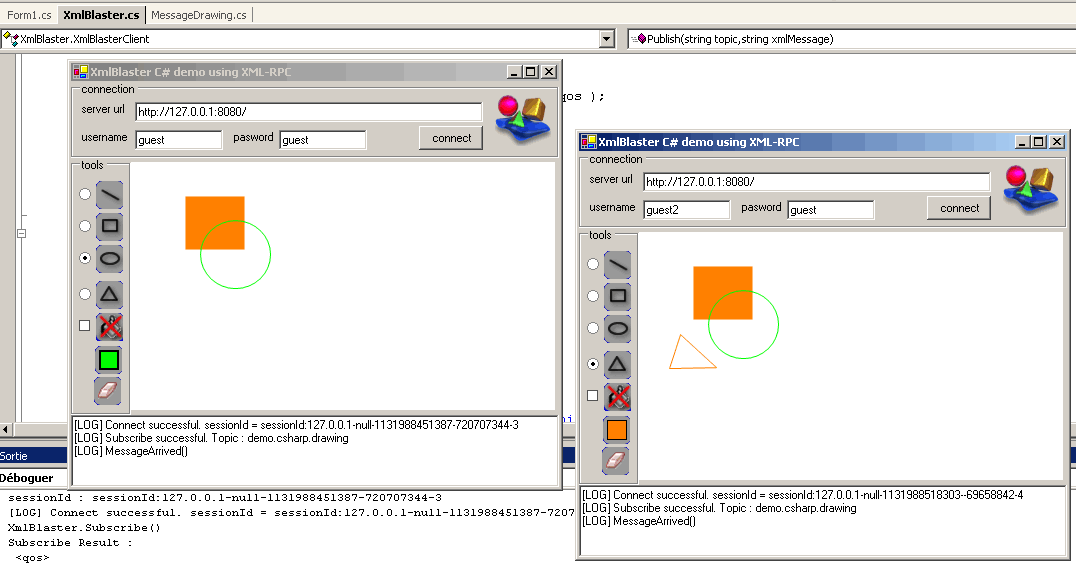 Form1.cs XmlBlaster.cs MessageDrawing.cs
XmlBlaster.XmlBlasterClient Publish(string topic,string xmlMessage)
qos );
XmlBlaster C# demo using XML-RPC
connection
server url http://127.0.0.1:8080/
username guest pasword guest connect
tools
[LOG] Connect successful. sessionId = sessionId:127.0.0.1-null-1131988451387-720707344-3
[LOG] Subscribe successful. Topic : demo.csharp.drawing
[LOG] MessageArrived()
XmlBlaster C# demo using XML-RPC
connection
server url http://127.0.0.1:8080/
username guest2 pasword guest connect
tools
[LOG] Connect successful. sessionId = sessionId:127.0.0.1-null-1131988518303--69658842-4
[LOG] Subscribe successful. Topic : demo.csharp.drawing
[LOG] MessageArrived()
Sortie
Déboguer
sessionId : sessionId:127.0.0.1-null-1131988451387-720707344-3
[LOG] Connect successful. sessionId = sessionId:127.0.0.1-null-1131988451387-7207
XmlBlaster.Subscribe()
Subscribe Result :
<qos>